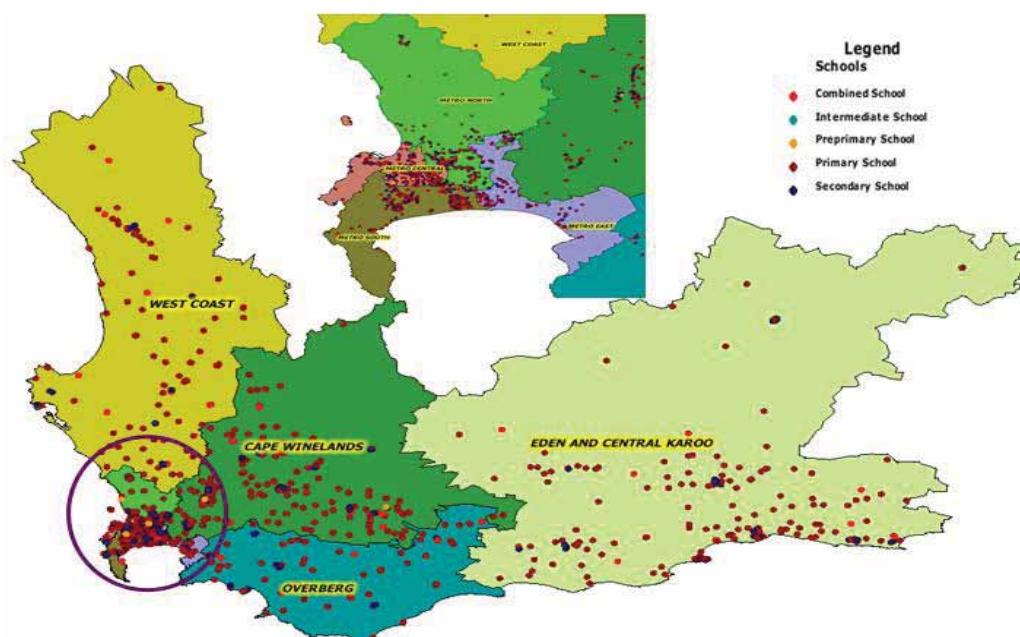 WEST COAST
METRO NORTH
METRO CENTRAL
METRO SOUTH
METRO EAST
Legend
Schools
Combined School
Intermediate School
Preprimary School
Primary School
Secondary School
WEST COAST
CAPE WINELANDS
EDEN AND CENTRAL KAROO
OVERBERG